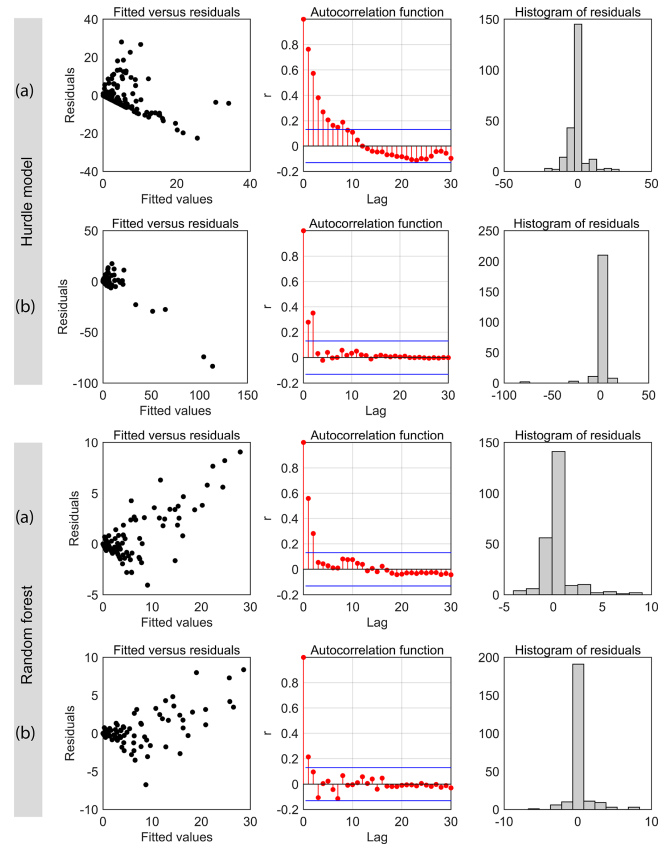 Hurdle model
(a)
Fitted versus residuals
Residuals
40
20
0
-20
-40
0 20 40
Fitted values
Autocorrelation function
r
0.8
0.6
0.4
0.2
0
-0.2
0 10 20 30
Lag
Histogram of residuals
150
100
50
0
-50 0 50
(b)
Fitted versus residuals
Residuals
50
0
-50
-100
0 50 100 150
Fitted values
Autocorrelation function
r
0.8
0.6
0.4
0.2
0
-0.2
0 10 20 30
Lag
Histogram of residuals
250
200
150
100
50
0
-100 -50 0 50
Random forest
(a)
Fitted versus residuals
Residuals
10
5
0
-5
0 10 20 30
Fitted values
Autocorrelation function
r
0.8
0.6
0.4
0.2
0
-0.2
0 10 20 30
Lag
Histogram of residuals
150
100
50
0
-5 0 5 10
(b)
Fitted versus residuals
Residuals
10
5
0
-5
-10
0 10 20 30
Fitted values
Autocorrelation function
r
0.8
0.6
0.4
0.2
0
-0.2
0 10 20 30
Lag
Histogram of residuals
200
150
100
50
0
-10 0 10